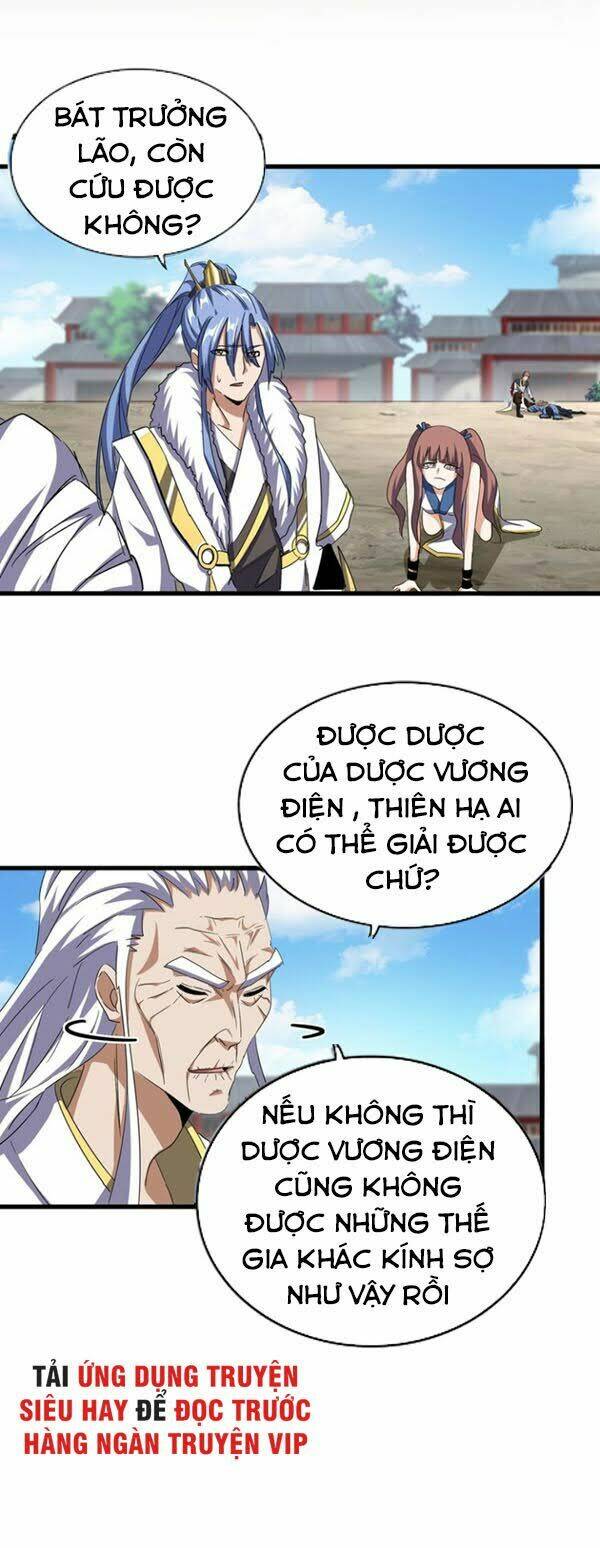 BÁT TRƯỞNG
LÃO, CÒN
CỨU ĐƯỢC
KHÔNG?
ĐƯỢC DƯỢC
CỦA DƯỢC VƯƠNG
ĐIỆN , THIÊN HẠ AI
CÓ THỂ GIẢI ĐƯỢC
CHỨ?
NẾU KHÔNG THÌ
DƯỢC VƯƠNG ĐIỆN
CŨNG KHÔNG
ĐƯỢC NHỮNG THẾ
GIA KHÁC KÍNH SỢ
NHƯ VẬY RỒI
TẢI ỨNG DỤNG TRUYỆN
SIÊU HAY ĐỂ ĐỌC TRƯỚC
HÀNG NGÀN TRUYỆN VIP